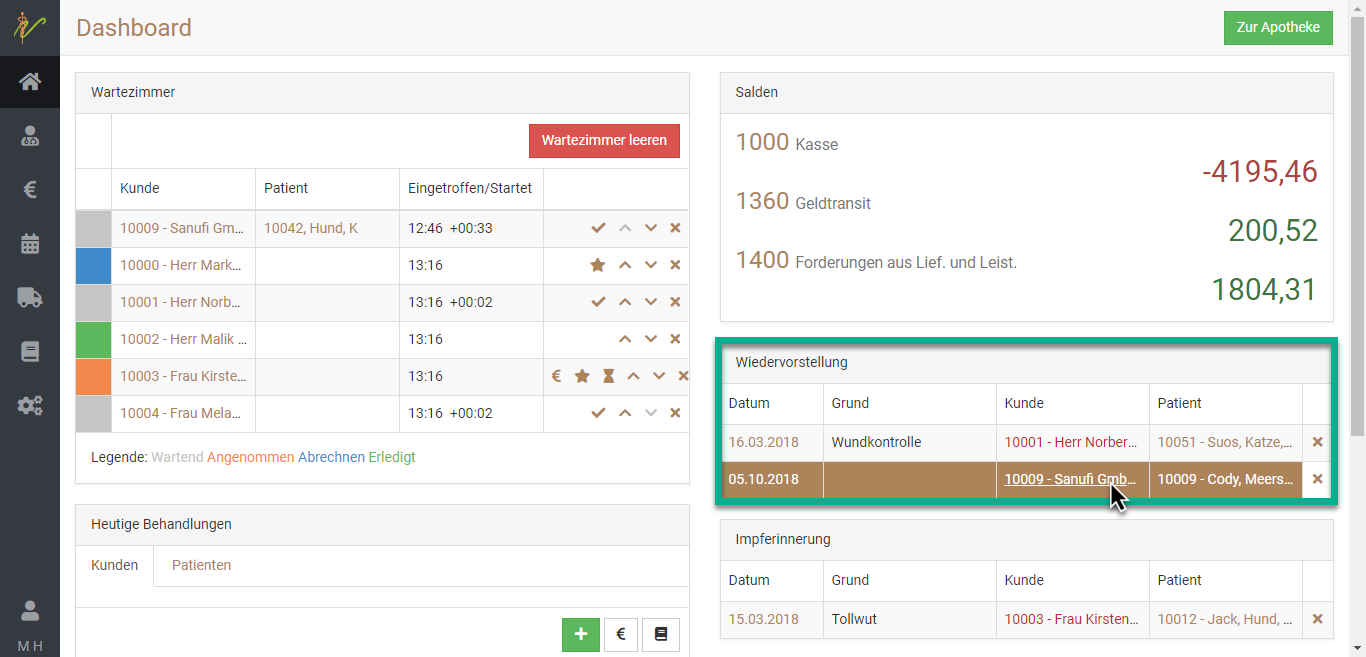 Dashboard
Zur Apotheke
Wartezimmer
Wartezimmer leeren
Kunde Patient Eingetroffen/Startet
10009 - Sanufi Gm... 10042, Hund, K 12:46 +00:33
10000 - Herr Mark... 13:16
10001 - Herr Norb... 13:16 +00:02
10002 - Herr Malik ... 13:16
10003 - Frau Kirste... 13:16 €
10004 - Frau Mela... 13:16 +00:02
Legende: Wartend Angenommen Abrechnen Erledigt
Heutige Behandlungen
Kunden Patienten
+ €
Salden
1000 Kasse
-4195,46
1360 Geldtransit
200,52
1400 Forderungen aus Lief. und Leist.
1804,31
Wiedervorstellung
Datum Grund Kunde Patient
16.03.2018 Wundkontrolle 10001 - Herr Norber... 10051 - Suos, Katze,...
05.10.2018 10009 - Sanufi Gmb... 10009 - Cody, Meers...
Impferinnerung
Datum Grund Kunde Patient
15.03.2018 Tollwut 10003 - Frau Kirsten... 10012 - Jack, Hund, ...
€
M H